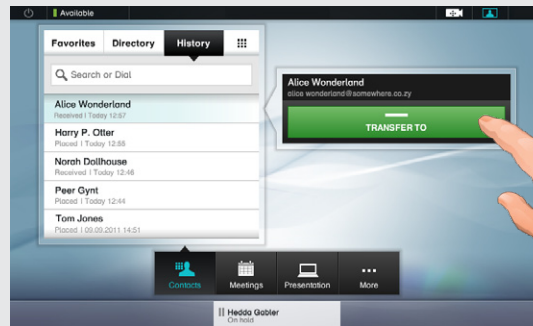 Available
Favorites Directory History
Search or Dial
Alice Wonderland
Received | Today 12:57
Harry P. Otter
Placed | Today 12:55
Norah Dollhouse
Received | Today 12:46
Peer Gynt
Placed | Today 12:44
Tom Jones
Placed | 09.09.2011 14:51
Alice Wonderland
alice wonderland@somewhere.co.zy
TRANSFER TO
Contacts Meetings Presentation More
Hedda Gabler
On hold